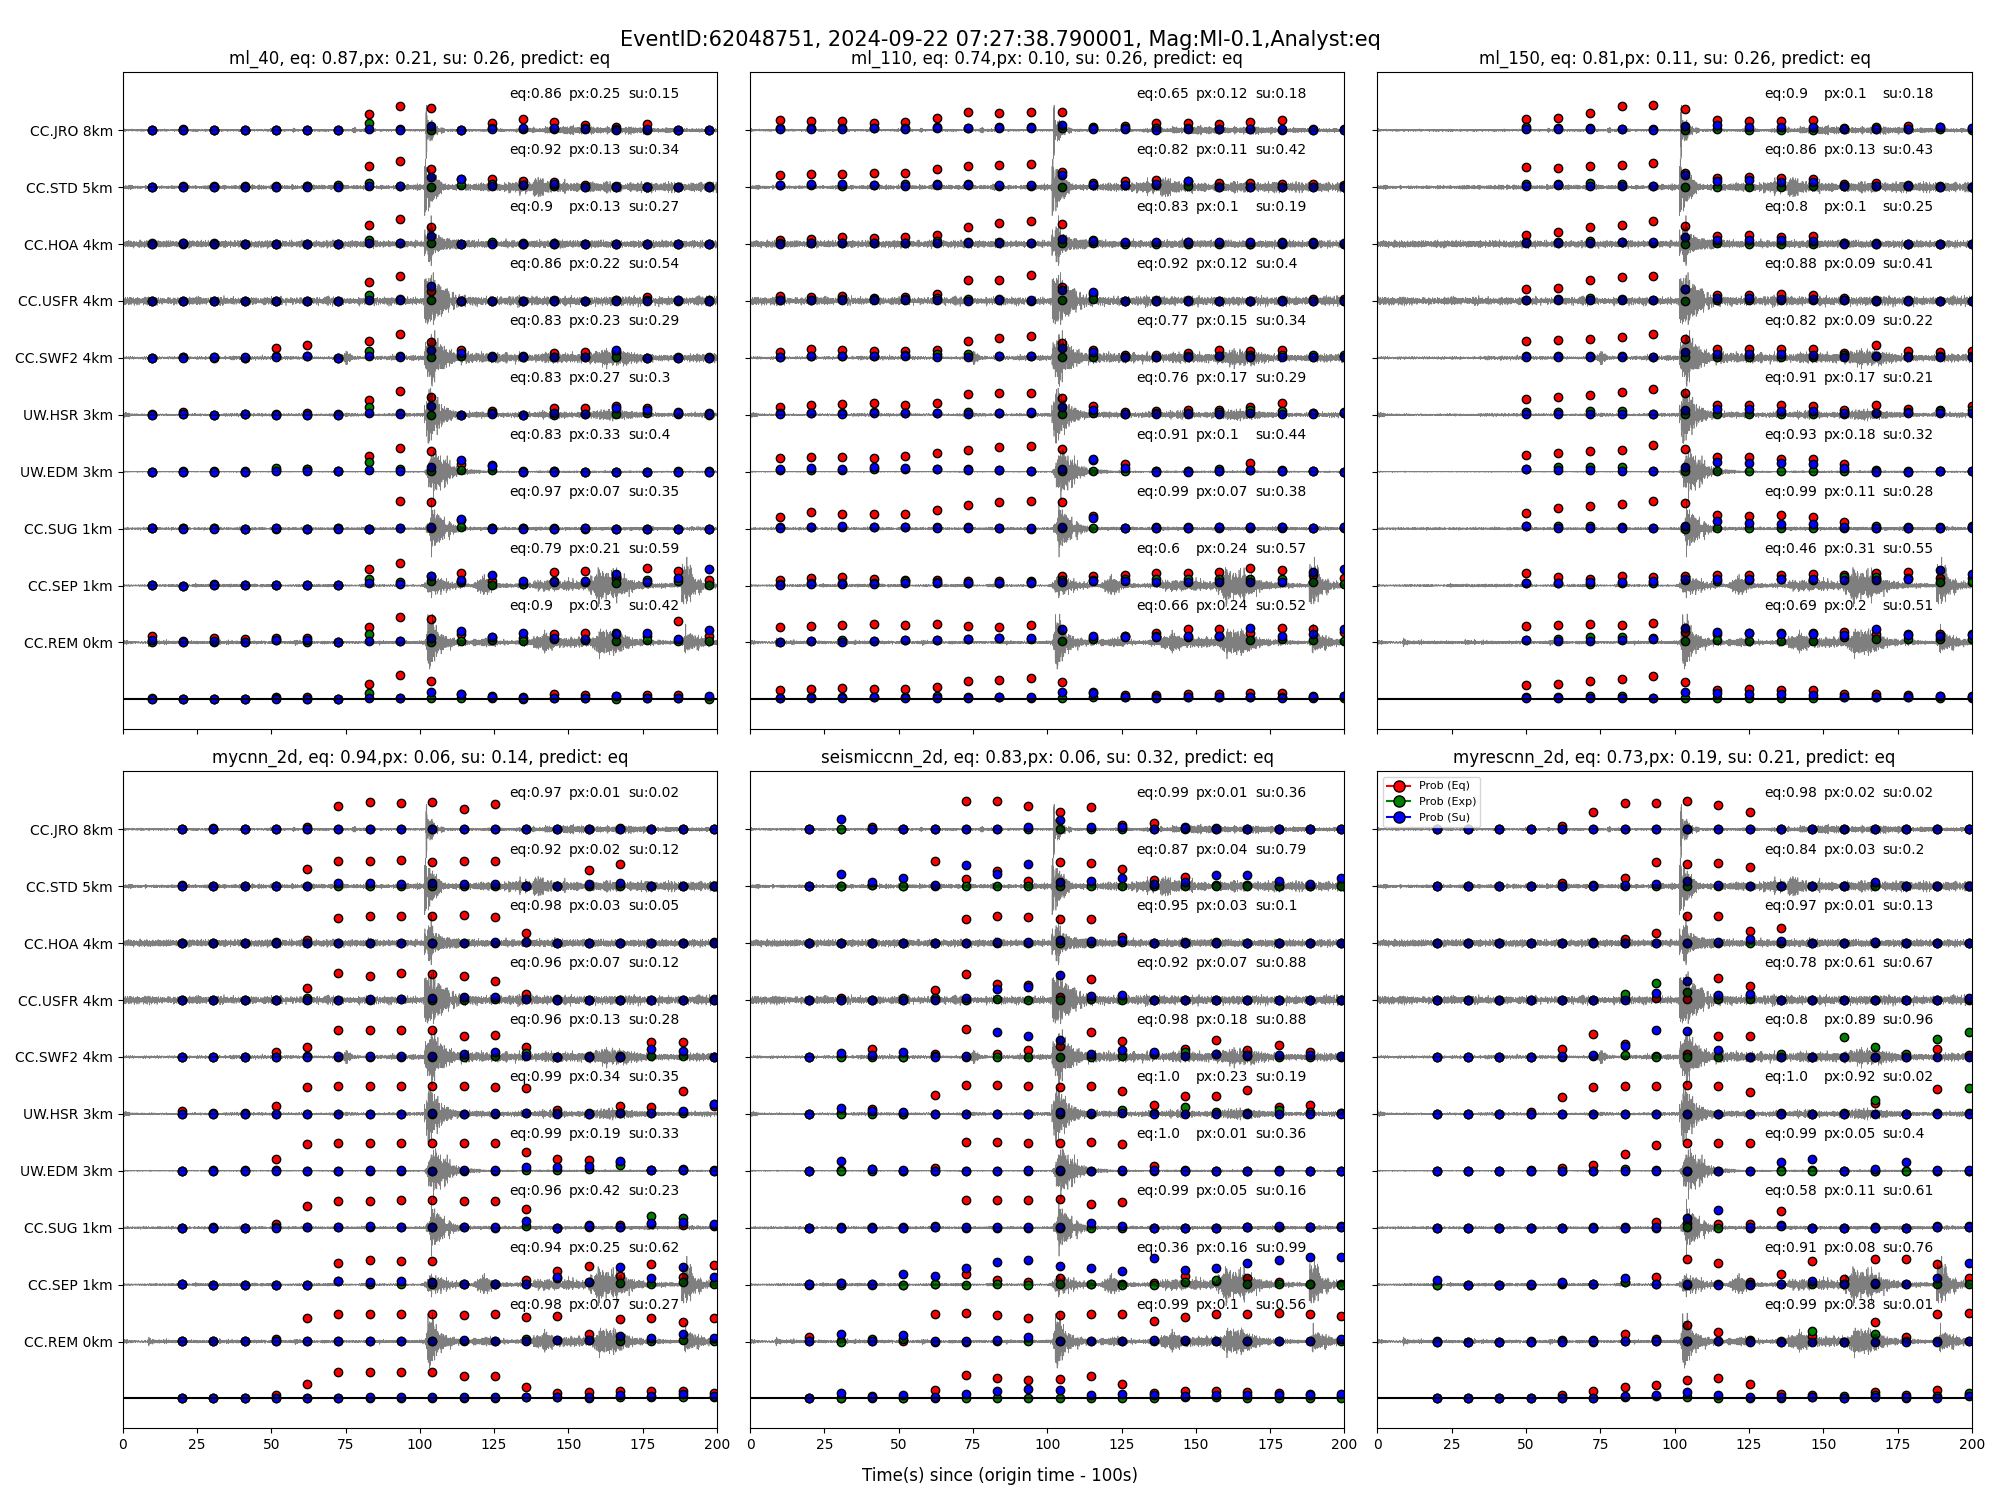 EventID:62048751, 2024-09-22 07:27:38.790001, Mag:Ml-0.1,Analyst:eq
ml_40, eq: 0.87,px: 0.21, su: 0.26, predict: eq
CC.JRO 8km
eq:0.86 px:0.25 su:0.15
CC.STD 5km
eq:0.92 px:0.13 su:0.34
CC.HOA 4km
eq:0.9 px:0.13 su:0.27
CC.USFR 4km
eq:0.86 px:0.22 su:0.54
CC.SWF2 4km
eq:0.83 px:0.23 su:0.29
UW.HSR 3km
eq:0.83 px:0.27 su:0.3
UW.EDM 3km
eq:0.83 px:0.33 su:0.4
CC.SUG 1km
eq:0.97 px:0.07 su:0.35
CC.SEP 1km
eq:0.79 px:0.21 su:0.59
CC.REM 0km
eq:0.9 px:0.3 su:0.42
ml_110, eq: 0.74,px: 0.10, su: 0.26, predict: eq
eq:0.65 px:0.12 su:0.18
eq:0.82 px:0.11 su:0.42
eq:0.83 px:0.1 su:0.19
eq:0.92 px:0.12 su:0.4
eq:0.77 px:0.15 su:0.34
eq:0.76 px:0.17 su:0.29
eq:0.91 px:0.1 su:0.44
eq:0.99 px:0.07 su:0.38
eq:0.6 px:0.24 su:0.57
eq:0.66 px:0.24 su:0.52
ml_150, eq: 0.81,px: 0.11, su: 0.26, predict: eq
eq:0.9 px:0.1 su:0.18
eq:0.86 px:0.13 su:0.43
eq:0.8 px:0.1 su:0.25
eq:0.88 px:0.09 su:0.41
eq:0.82 px:0.09 su:0.22
eq:0.91 px:0.17 su:0.21
eq:0.93 px:0.18 su:0.32
eq:0.99 px:0.11 su:0.28
eq:0.46 px:0.31 su:0.55
eq:0.69 px:0.2 su:0.51
mycnn_2d, eq: 0.94,px: 0.06, su: 0.14, predict: eq
CC.JRO 8km
eq:0.97 px:0.01 su:0.02
CC.STD 5km
eq:0.92 px:0.02 su:0.12
CC.HOA 4km
eq:0.98 px:0.03 su:0.05
CC.USFR 4km
eq:0.96 px:0.07 su:0.12
CC.SWF2 4km
eq:0.96 px:0.13 su:0.28
UW.HSR 3km
eq:0.99 px:0.34 su:0.35
UW.EDM 3km
eq:0.99 px:0.19 su:0.33
CC.SUG 1km
eq:0.96 px:0.42 su:0.23
CC.SEP 1km
eq:0.94 px:0.25 su:0.62
CC.REM 0km
eq:0.98 px:0.07 su:0.27
0 25 50 75 100 125 150 175 200
seismiccnn_2d, eq: 0.83,px: 0.06, su: 0.32, predict: eq
eq:0.99 px:0.01 su:0.36
eq:0.87 px:0.04 su:0.79
eq:0.95 px:0.03 su:0.1
eq:0.92 px:0.07 su:0.88
eq:0.98 px:0.18 su:0.88
eq:1.0 px:0.23 su:0.19
eq:1.0 px:0.01 su:0.36
eq:0.99 px:0.05 su:0.16
eq:0.36 px:0.16 su:0.99
eq:0.99 px:0.1 su:0.56
0 25 50 75 100 125 150 175 200
myrescnn_2d, eq: 0.73,px: 0.19, su: 0.21, predict: eq
Prob (Eq)
Prob (Exp)
Prob (Su)
eq:0.98 px:0.02 su:0.02
eq:0.84 px:0.03 su:0.2
eq:0.97 px:0.01 su:0.13
eq:0.78 px:0.61 su:0.67
eq:0.8 px:0.89 su:0.96
eq:1.0 px:0.92 su:0.02
eq:0.99 px:0.05 su:0.4
eq:0.58 px:0.11 su:0.61
eq:0.91 px:0.08 su:0.76
eq:0.99 px:0.38 su:0.01
0 25 50 75 100 125 150 175 200
Time(s) since (origin time - 100s)